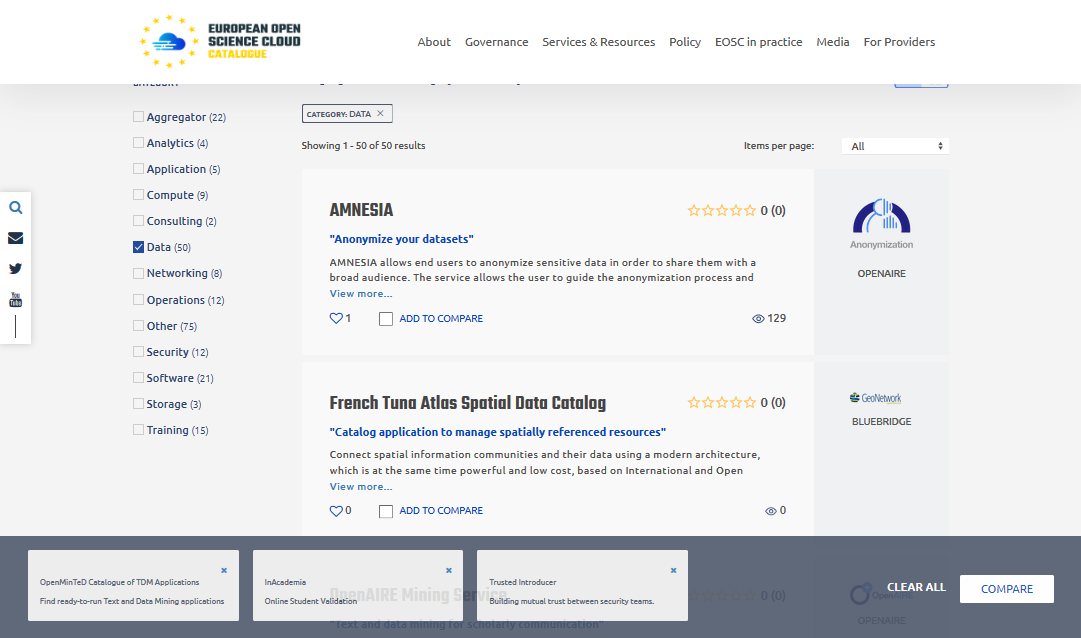 EUROPEAN OPEN
SCIENCE CLOUD
CATALOGUE
About Governance Services & Resources Policy EOSC in practice Media For Providers
CATEGORY: DATA ×
Showing 1 - 50 of 50 results
Items per page: All
Aggregator (22)
Analytics (4)
Application (5)
Compute (9)
Consulting (2)
Data (50)
Networking (8)
Operations (12)
Other (75)
Security (12)
Software (21)
Storage (3)
Training (15)
You
Tube
AMNESIA
0 (0)
"Anonymize your datasets"
AMNESIA allows end users to anonymize sensitive data in order to share them with a
broad audience. The service allows the user to guide the anonymization process and
View more...
1 ADD TO COMPARE 129
Anonymization
OPENAIRE
French Tuna Atlas Spatial Data Catalog
0 (0)
"Catalog application to manage spatially referenced resources"
Connect spatial information communities and their data using a modern architecture,
which is at the same time powerful and low cost, based on International and Open
View more...
0 ADD TO COMPARE 0
GeoNetwork
BLUEBRIDGE
OpenAIRE Mining Service
0 (0)
"Text and data mining for scholarly communication"
OPENAIRE
OpenMinTeD Catalogue of TDM Applications
Find ready-to-run Text and Data Mining applications
InAcademia
Online Student Validation
Trusted Introducer
Building mutual trust between security teams.
CLEAR ALL
COMPARE